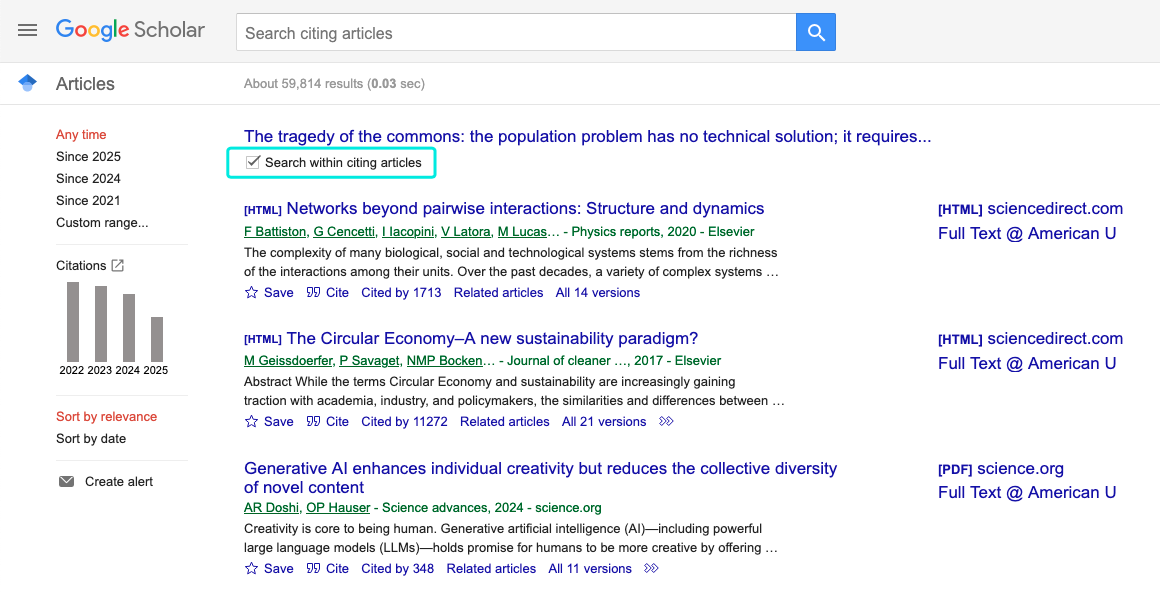 Google Scholar
Search citing articles
Articles
About 59,814 results (0.03 sec)
Any time
Since 2025
Since 2024
Since 2021
Custom range...
Citations
2022 2023 2024 2025
Sort by relevance
Sort by date
Create alert
The tragedy of the commons: the population problem has no technical solution; it requires...
Search within citing articles
[HTML] Networks beyond pairwise interactions: Structure and dynamics
F Battiston, G Cencetti, I Iacopini, V Latora, M Lucas… - Physics reports, 2020 - Elsevier
The complexity of many biological, social and technological systems stems from the richness
of the interactions among their units. Over the past decades, a variety of complex systems …
Save Cite Cited by 1713 Related articles All 14 versions
[HTML] sciencedirect.com
Full Text @ American U
[HTML] The Circular Economy–A new sustainability paradigm?
M Geissdoerfer, P Savaget, NMP Bocken… - Journal of cleaner …, 2017 - Elsevier
Abstract While the terms Circular Economy and sustainability are increasingly gaining
traction with academia, industry, and policymakers, the similarities and differences between …
Save Cite Cited by 11272 Related articles All 21 versions
[HTML] sciencedirect.com
Full Text @ American U
Generative AI enhances individual creativity but reduces the collective diversity
of novel content
AR Doshi, OP Hauser - Science advances, 2024 - science.org
Creativity is core to being human. Generative artificial intelligence (AI)—including powerful
large language models (LLMs)—holds promise for humans to be more creative by offering …
Save Cite Cited by 348 Related articles All 11 versions
[PDF] science.org
Full Text @ American U